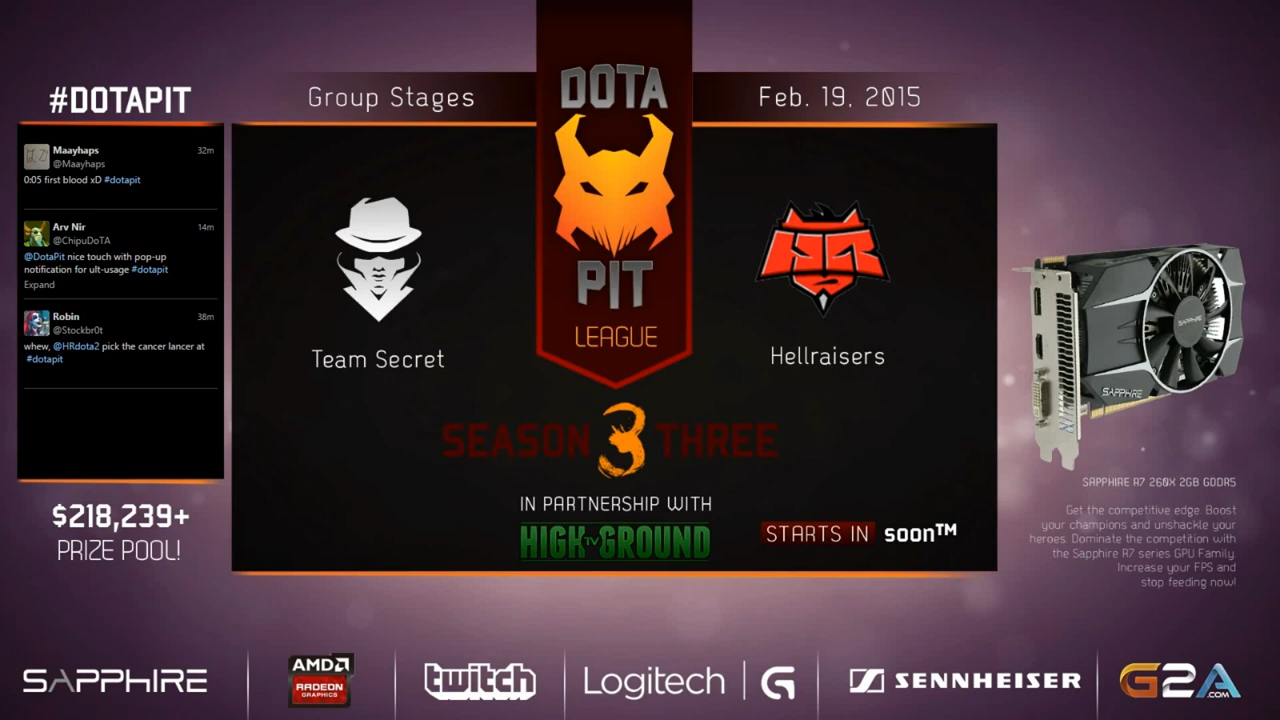 #DOTAPIT
Maayhaps 32m
@Maayhaps
0:05 first blood xD #dotapit
Arv Nir 14m
@ChipuDoTA
@DotaPit nice touch with pop-up
notification for ult-usage #dotapit
Expand
Robin 38m
@Stockbr0t
whew, @HRdota2 pick the cancer lancer at
#dotapit
$218,239+
PRIZE POOL!
Group Stages
DOTA
PIT
LEAGUE
Feb. 19, 2015
Team Secret
HR
Hellraisers
SEASON 3 THREE
IN PARTNERSHIP WITH
HIGH TV GROUND
STARTS IN soon™
SAPPHIRE
SAPPHIRE
SAPPHIRE R7 260X 2GB GDDR5
Get the competitive edge. Boost
your champions and unshackle your
heroes. Dominate the competition with
the Sapphire R7 series GPU Family.
Increase your FPS and
stop feeding now!
SAPPHIRE
AMD
RADEON
GRAPHICS
twitch
Logitech G
SENNHEISER
G2A
.COM